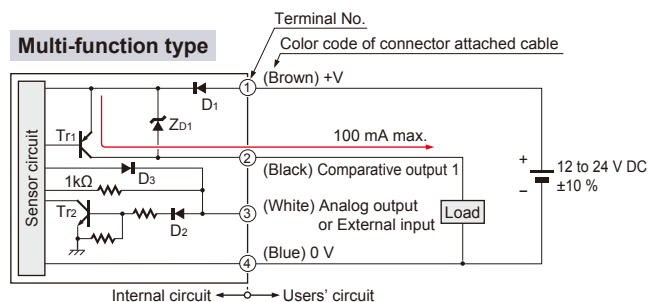 Terminal No.
Multi-function type
Color code of connector attached cable
1 (Brown) +V
D1
ZD1
Tr1
100 mA max.
2
(Black) Comparative output 1
Sensor circuit
D3
1kΩ
+
12 to 24 V DC
−
±10 %
Tr2
3 (White) Analog output
or External input
Load
D2
4 (Blue) 0 V
Internal circuit
Users' circuit